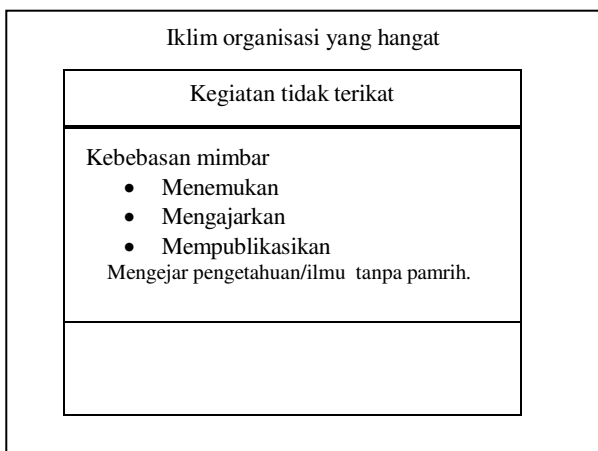 Iklim organisasi yang hangat
Kegiatan tidak terikat
Kebebasan mimbar
• Menemukan
• Mengajarkan
• Mempublikasikan
Mengejar pengetahuan/ilmu tanpa pamrih.